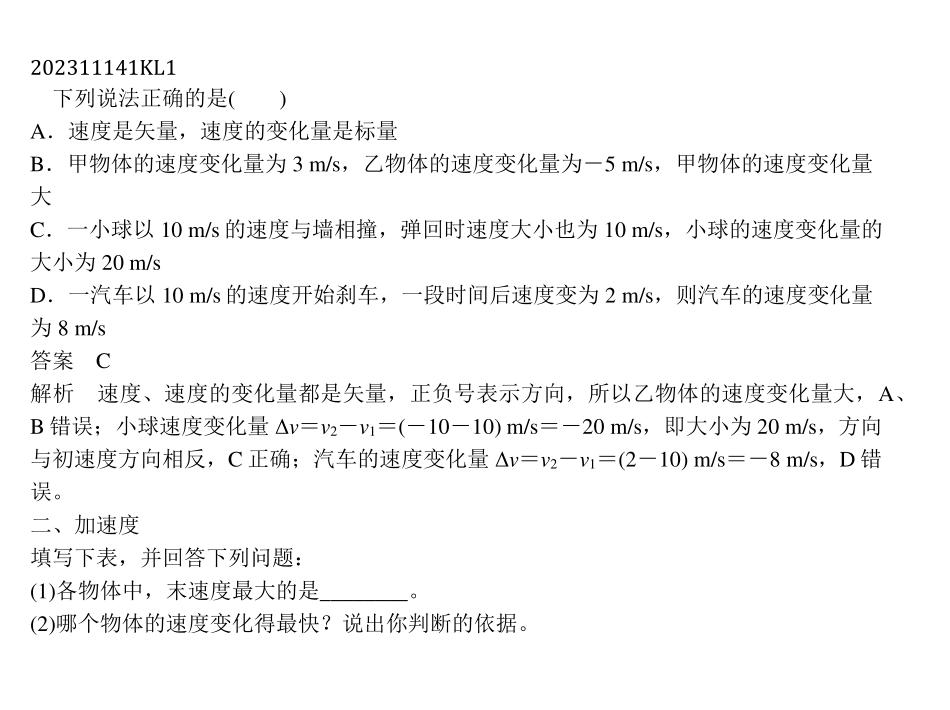 202311141KL1
下列说法正确的是(　　)
A．速度是矢量，速度的变化量是标量
B．甲物体的速度变化量为 3 m/s，乙物体的速度变化量为－5 m/s，甲物体的速度变化量
大
C．一小球以 10 m/s 的速度与墙相撞，弹回时速度大小也为 10 m/s，小球的速度变化量的
大小为 20 m/s
D．一汽车以 10 m/s 的速度开始刹车，一段时间后速度变为 2 m/s，则汽车的速度变化量
为 8 m/s
答案　C
解析　速度、速度的变化量都是矢量，正负号表示方向，所以乙物体的速度变化量大，A、
B 错误；小球速度变化量 Δv＝v₂－v₁＝(－10－10) m/s＝－20 m/s，即大小为 20 m/s，方向
与初速度方向相反，C 正确；汽车的速度变化量 Δv＝v₂－v₁＝(2－10) m/s＝－8 m/s，D 错
误。
二、加速度
填写下表，并回答下列问题：
(1)各物体中，末速度最大的是________。
(2)哪个物体的速度变化得最快？说出你判断的依据。